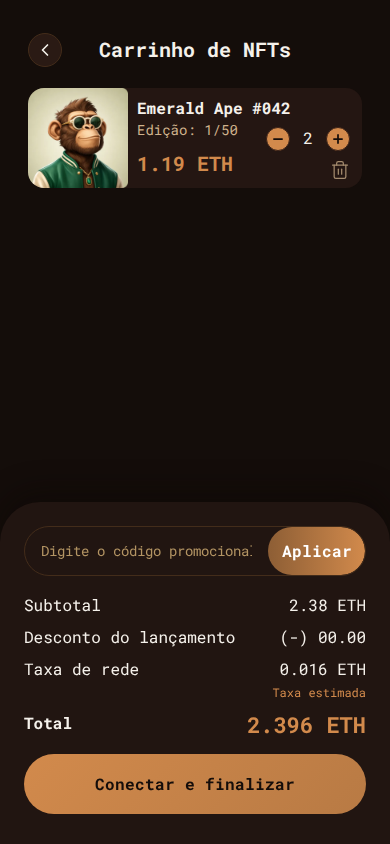 Carrinho de NFTs
Emerald Ape #042
Edição: 1/50
2
1.19 ETH
Digite o código promociona
Aplicar
Subtotal 2.38 ETH
Desconto do lançamento (-) 00.00
Taxa de rede 0.016 ETH
Taxa estimada
Total 2.396 ETH
Conectar e finalizar